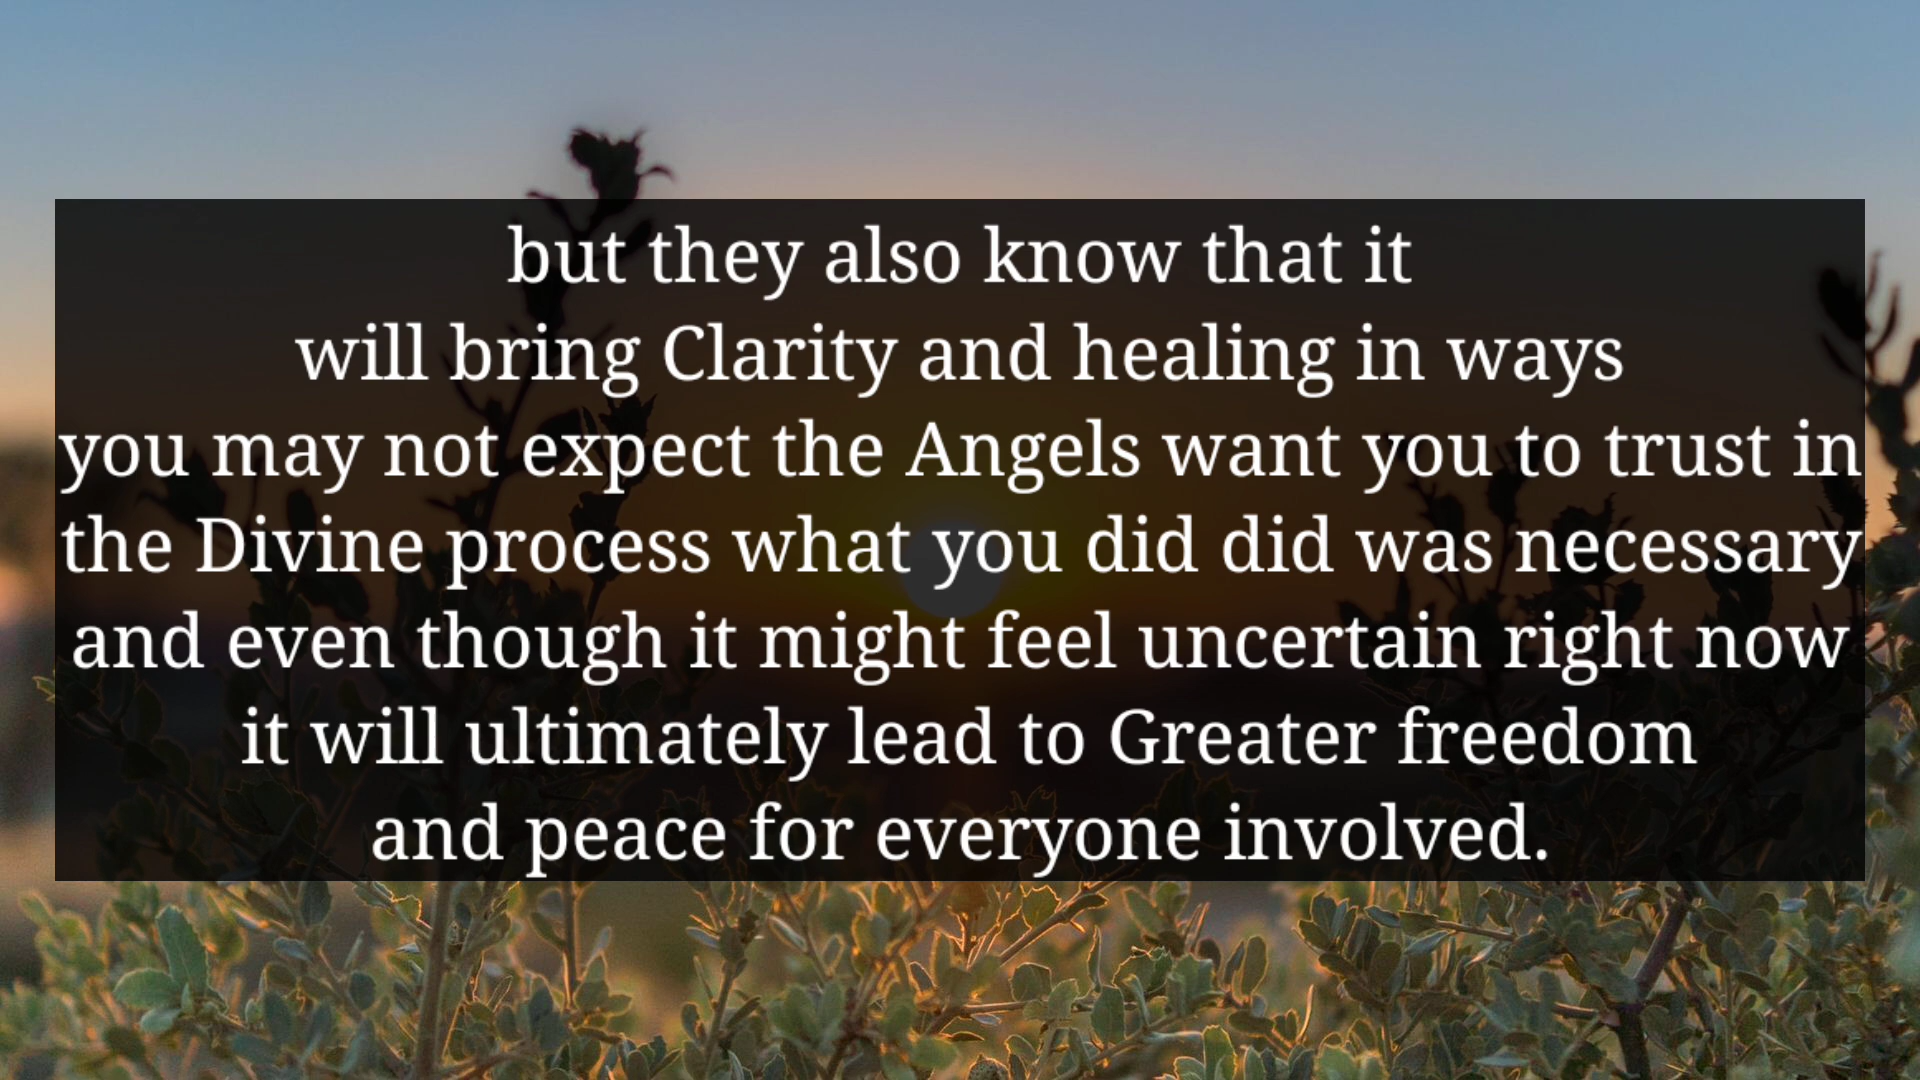 but they also know that it
will bring Clarity and healing in ways
you may not expect the Angels want you to trust in
the Divine process what you did did was necessary
and even though it might feel uncertain right now
it will ultimately lead to Greater freedom
and peace for everyone involved.